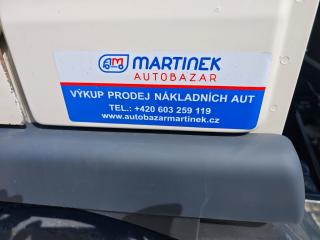 MARTINEK
AUTOBAZAR
VÝKUP PRODEJ NÁKLADNÍCH AUT
TEL.: +420 603 259 119
www.autobazarmartinek.cz